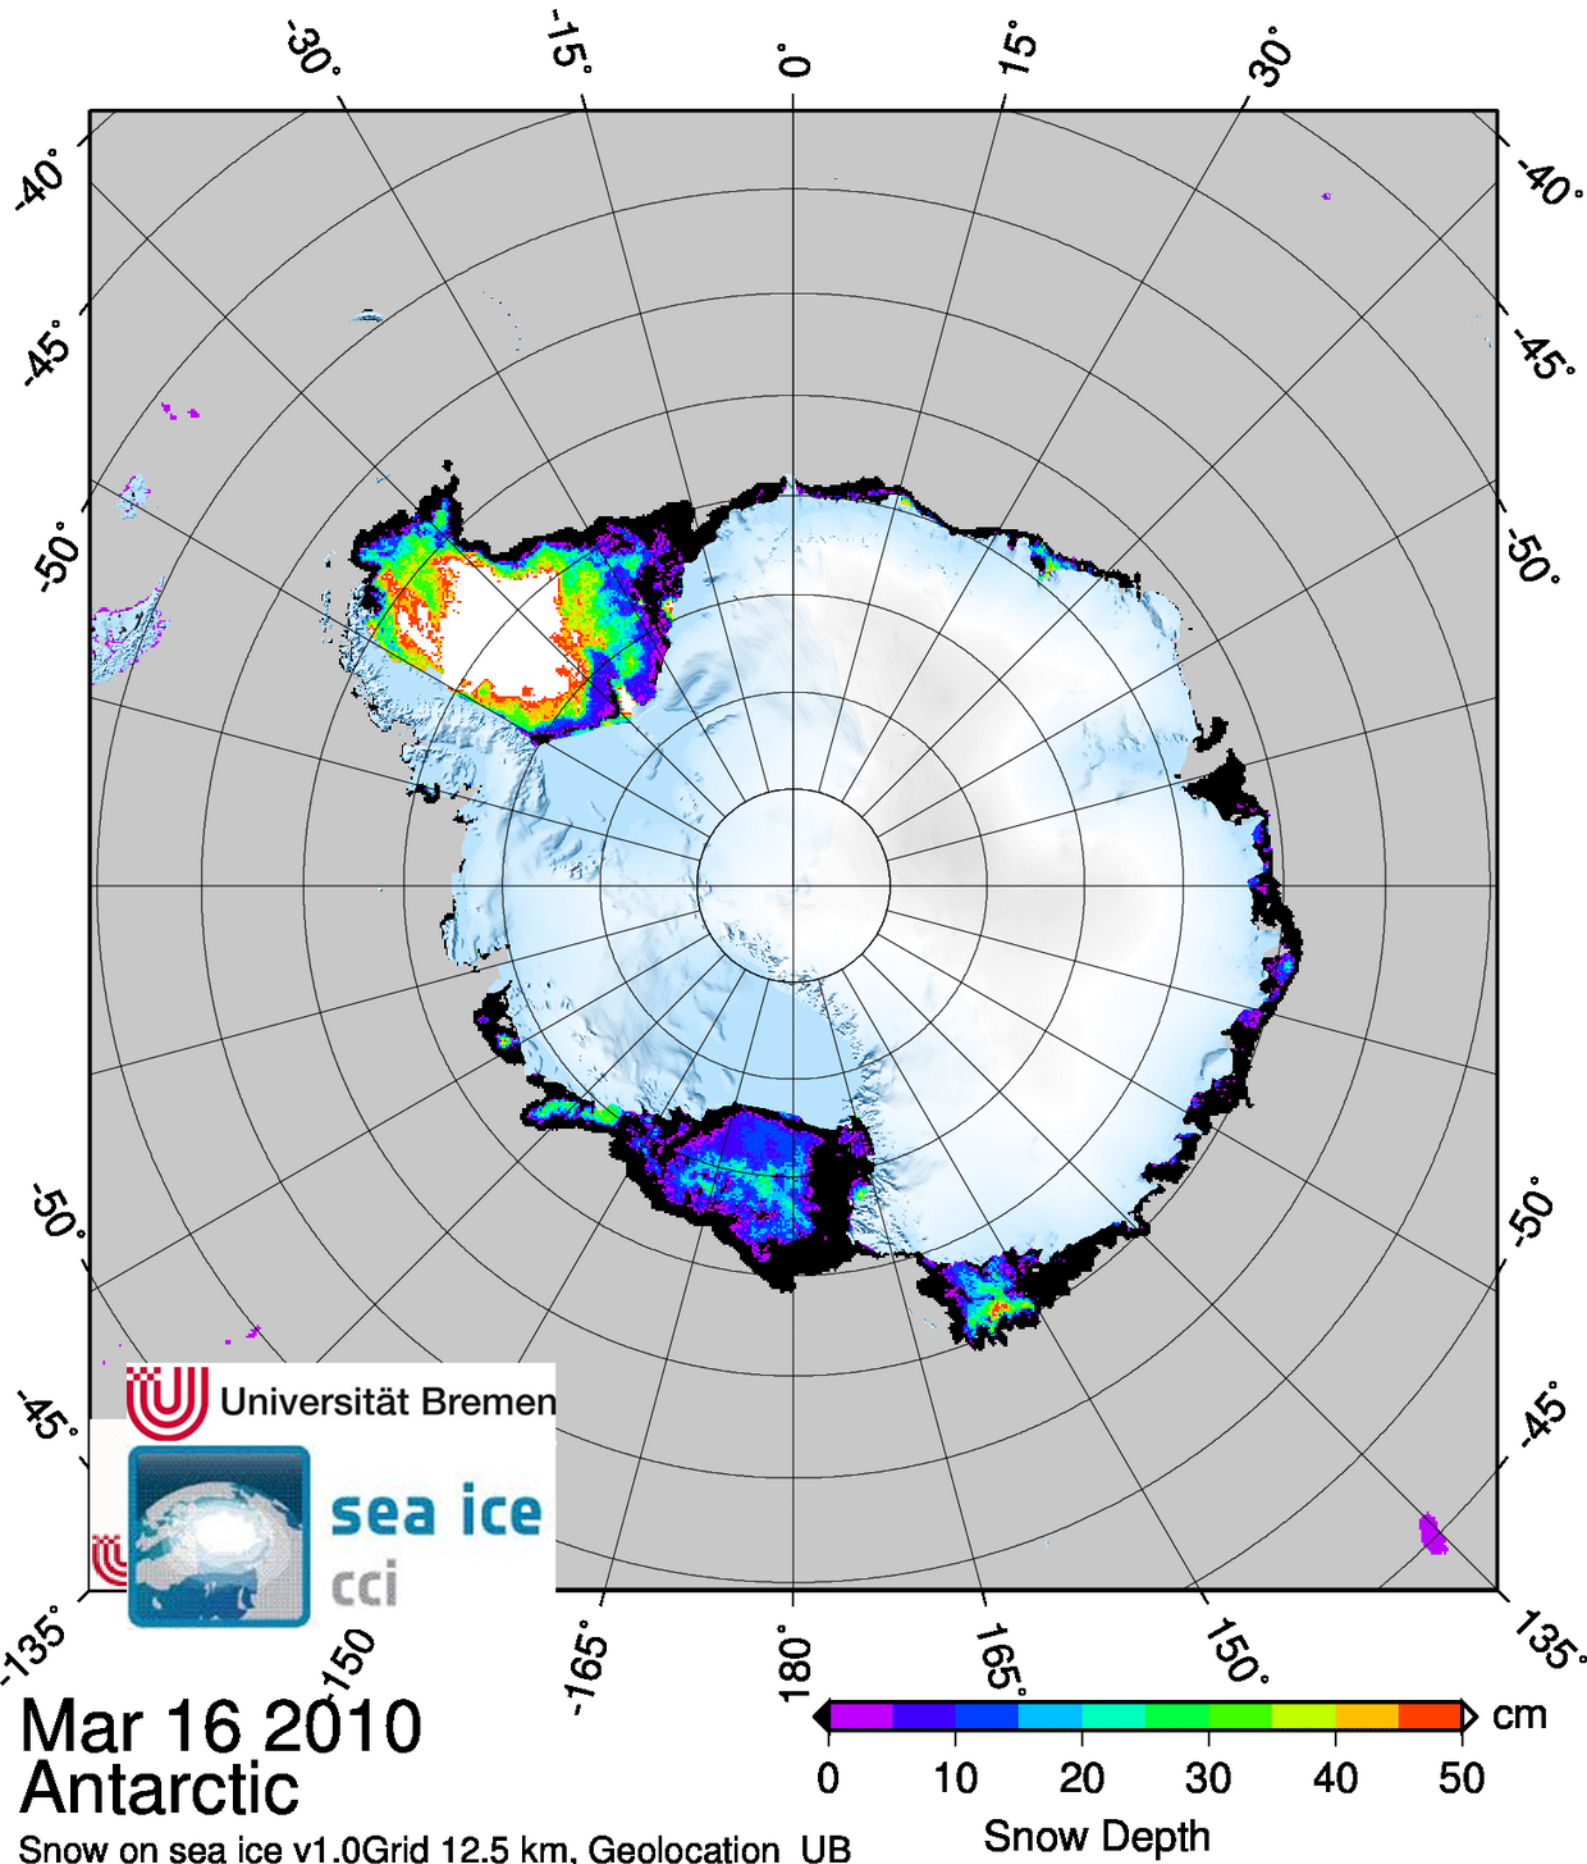 -30° -15° 0° 15° 30°
-40° -40°
-45° -45°
-50° -50°
-50° -50°
-45° -45°
Universität Bremen
sea ice
cci
-135° -150 -165° 180° 165° 150° 135°
Mar 16 2010
Antarctic
Snow on sea ice v1.0Grid 12.5 km, Geolocation UB
cm
0 10 20 30 40 50
Snow Depth